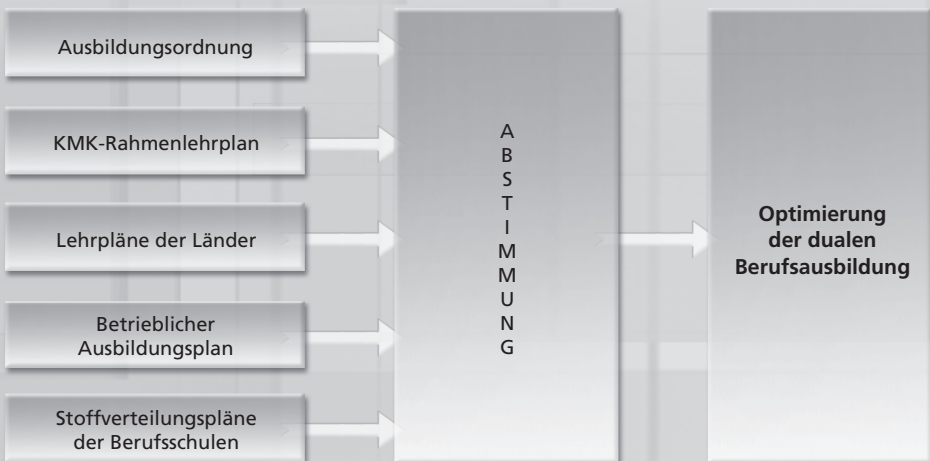 Ausbildungsordnung
KMK-Rahmenlehrplan
Lehrpläne der Länder
Betrieblicher
Ausbildungsplan
Stoffverteilungspläne
der Berufsschulen
A
B
S
T
I
M
M
U
N
G
Optimierung
der dualen
Berufsausbildung